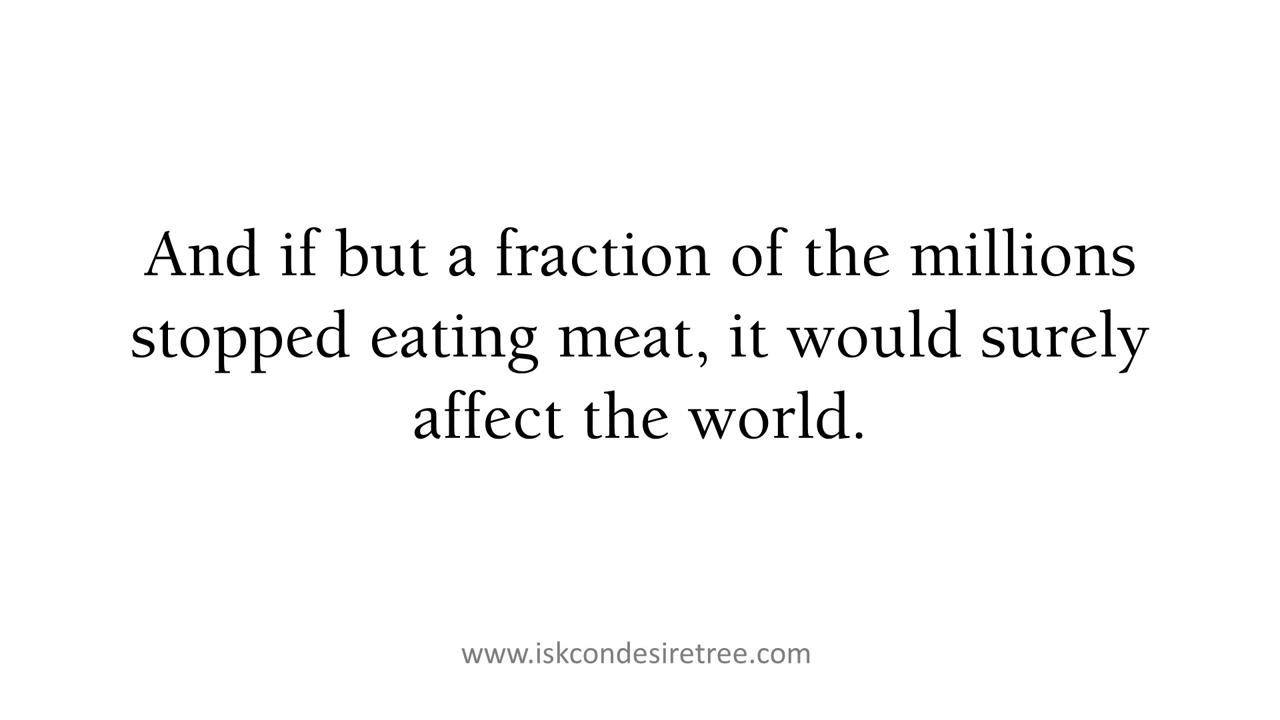 And if but a fraction of the millions
stopped eating meat, it would surely
affect the world.
www.iskcondesiretree.com